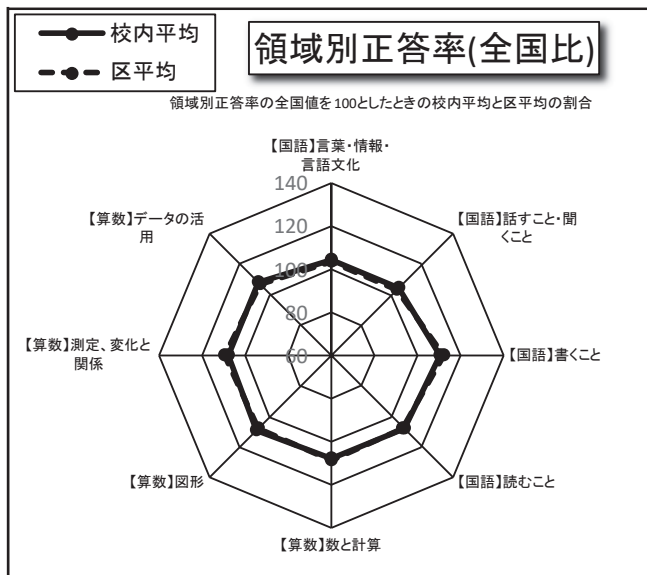 校内平均
区平均
領域別正答率(全国比)
領域別正答率の全国値を100としたときの校内平均と区平均の割合
【国語】言葉・情報・
言語文化
140
120
100
80
60
【国語】話すこと・聞
くこと
【国語】書くこと
【国語】読むこと
【算数】数と計算
【算数】図形
【算数】測定、変化と
関係
【算数】データの活
用